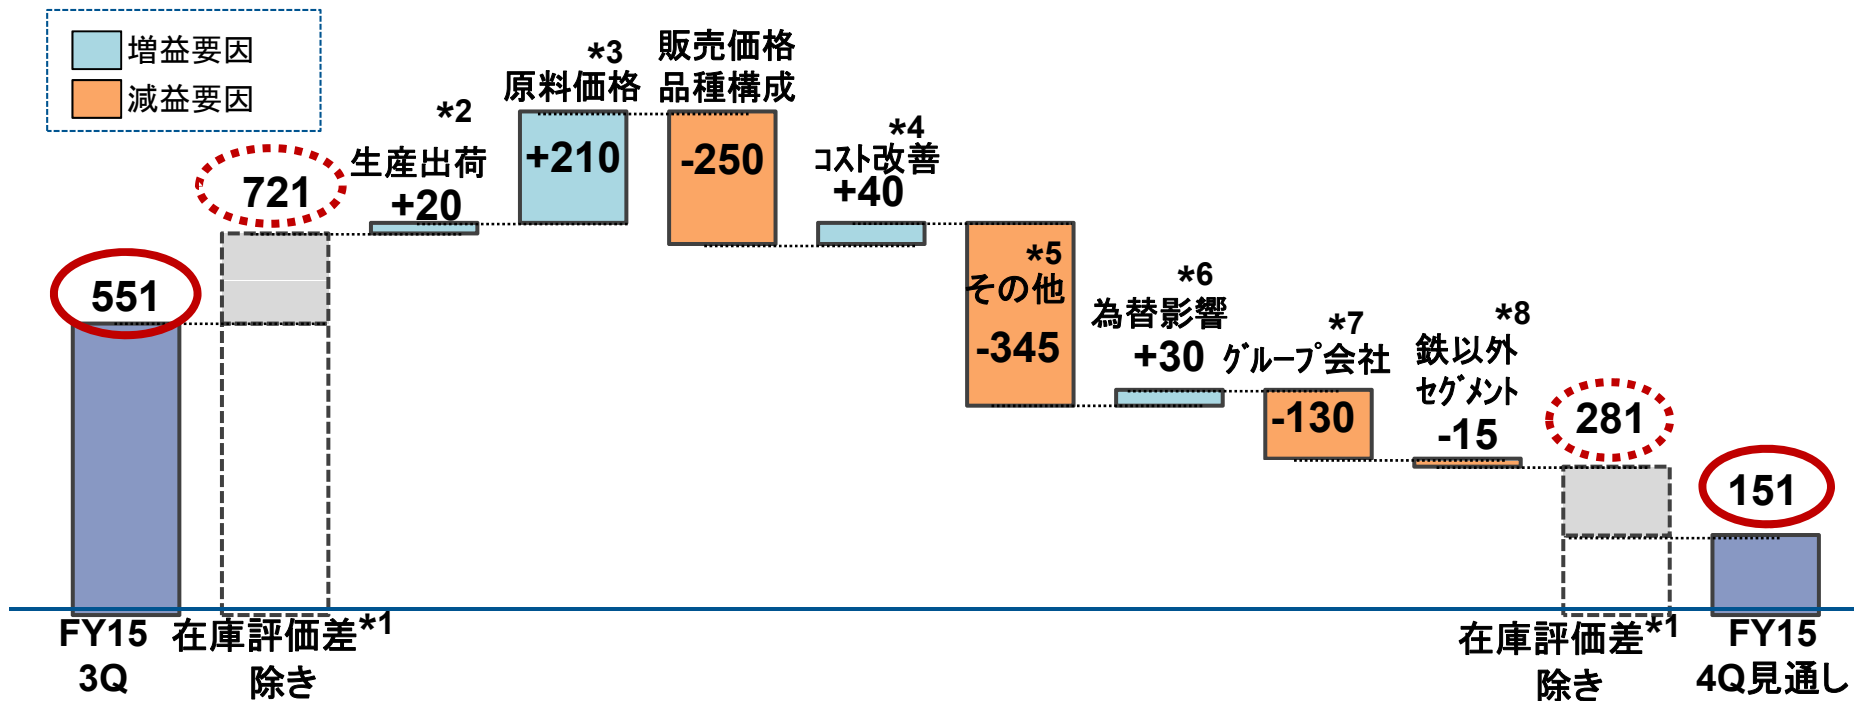 増益要因
減益要因
551
721
*2
生産出荷
+20
*3
原料価格
+210
販売価格
品種構成
-250
*4
コスト改善
+40
*5
その他
-345
*6
為替影響
+30
*7
グループ会社
-130
*8
鉄以外
セグメント
-15
281
151
FY15
3Q
在庫評価差*1
除き
在庫評価差*1
除き
FY15
4Q見通し